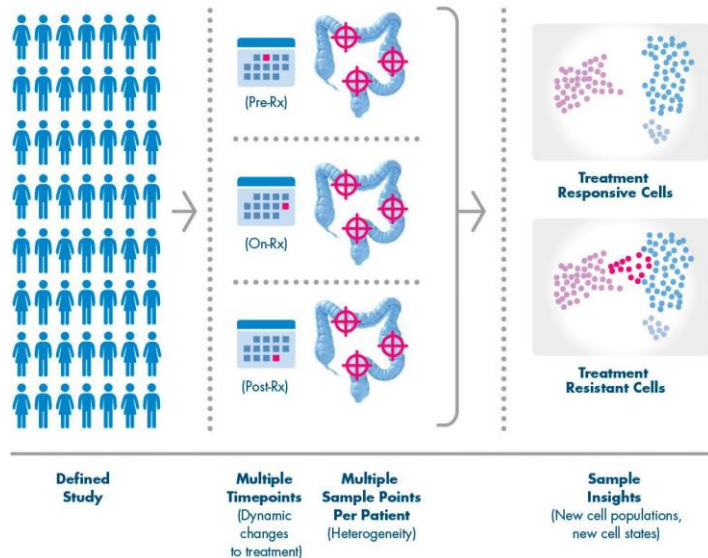 (Pre-Rx)
(On-Rx)
(Post-Rx)
Treatment
Responsive Cells
Treatment
Resistant Cells
Defined
Study
Multiple
Timepoints
(Dynamic
changes
to treatment)
Multiple
Sample Points
Per Patient
(Heterogeneity)
Sample
Insights
(New cell populations,
new cell states)